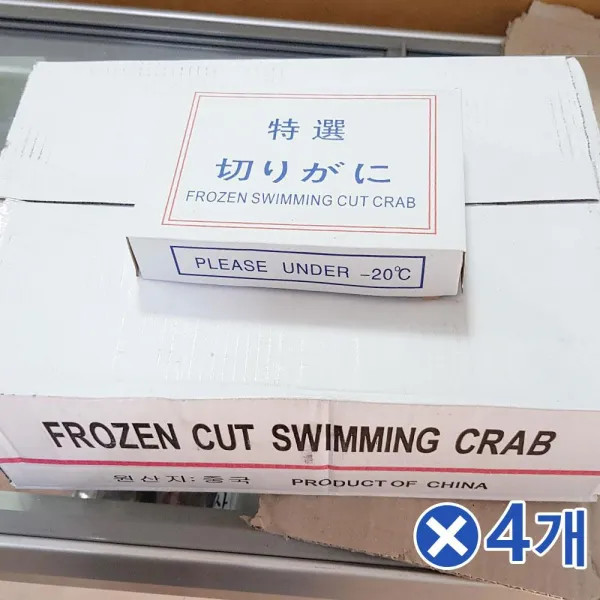 特選
切りがに
FROZEN SWIMMING CUT CRAB
PLEASE UNDER -20℃
FROZEN CUT SWIMMING CRAB
원산지:중국 PRODUCT OF CHINA
×4개